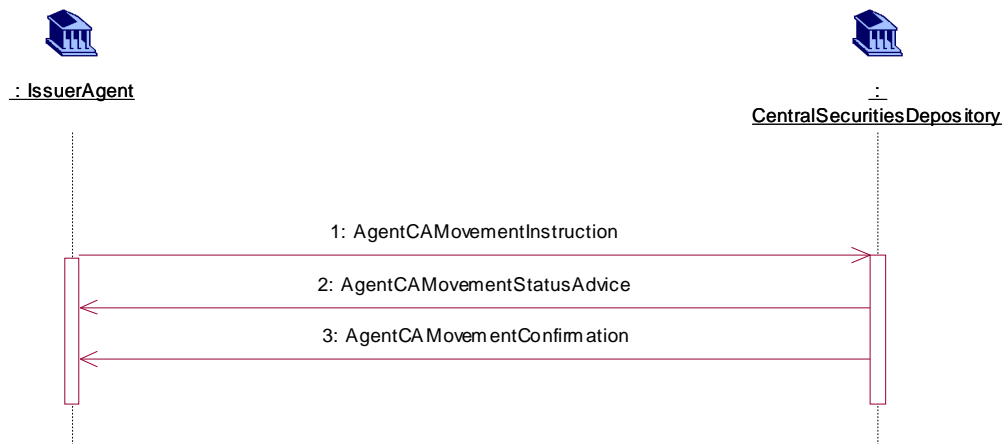 : IssuerAgent
:
CentralSecuritiesDepository
1: AgentCAMovementInstruction
2: AgentCAMovementStatusAdvice
3: AgentCAMovementConfirmation